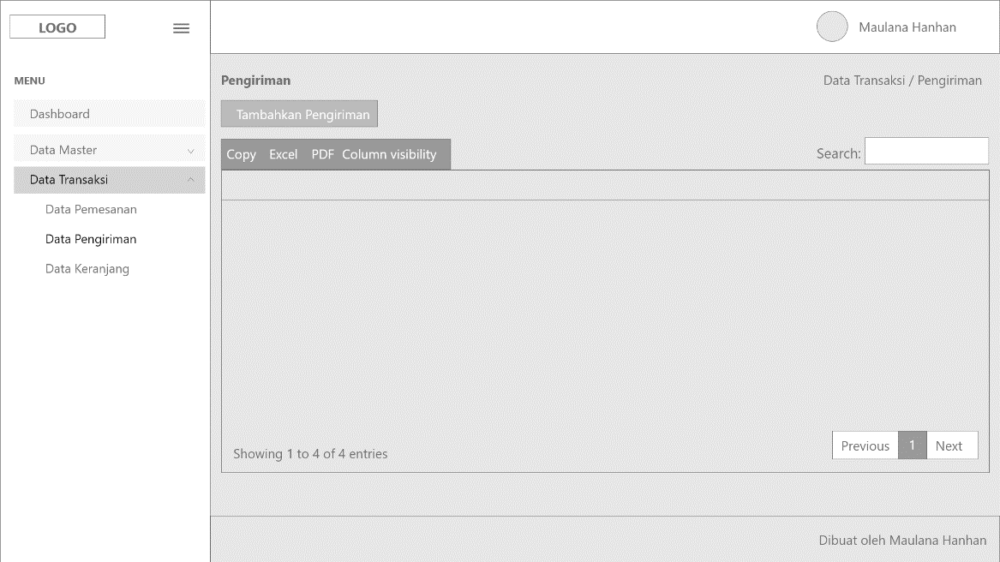 LOGO
Maulana Hanhan
MENU
Dashboard
Data Master
Data Transaksi
Data Pemesanan
Data Pengiriman
Data Keranjang
Pengiriman
Data Transaksi / Pengiriman
Tambahkan Pengiriman
Copy Excel PDF Column visibility
Search:
Showing 1 to 4 of 4 entries
Previous 1 Next
Dibuat oleh Maulana Hanhan